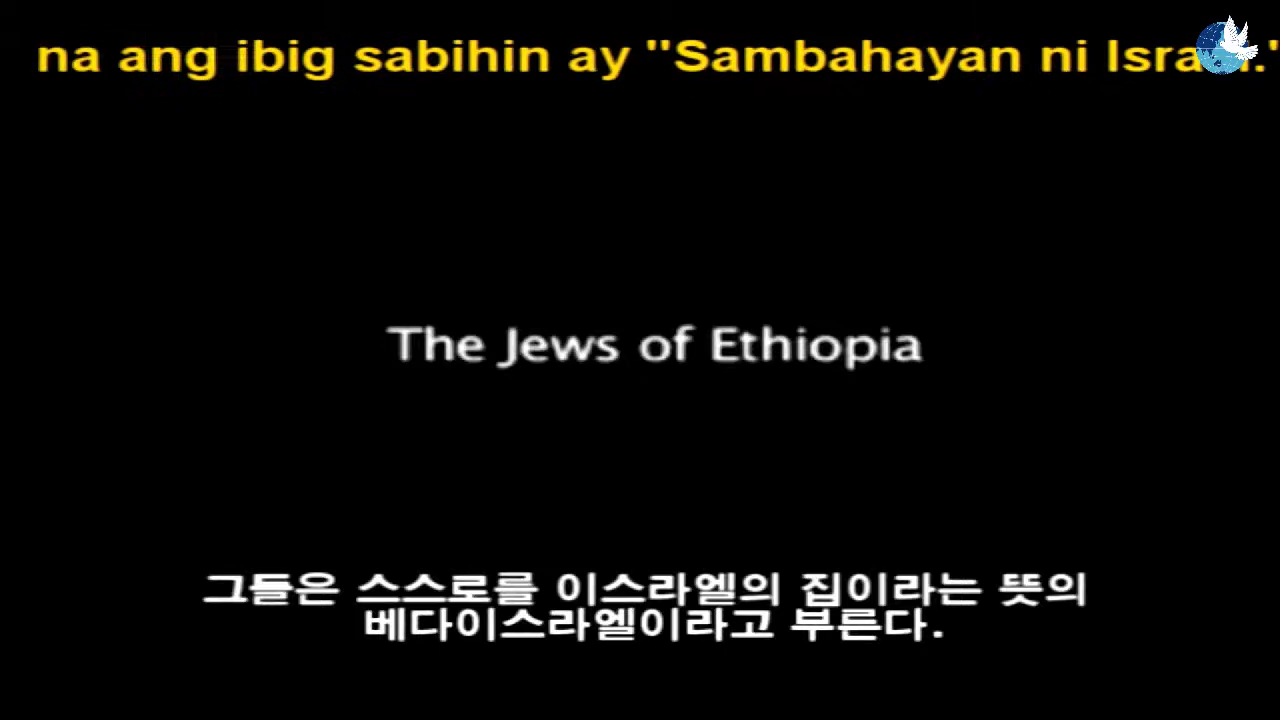 na ang ibig sabihin ay "Sambahayan ni
The Jews of Ethiopia
그들은 스스로를 이스라엘의 집이라는 뜻의
베다이스라엘이라고 부른다.